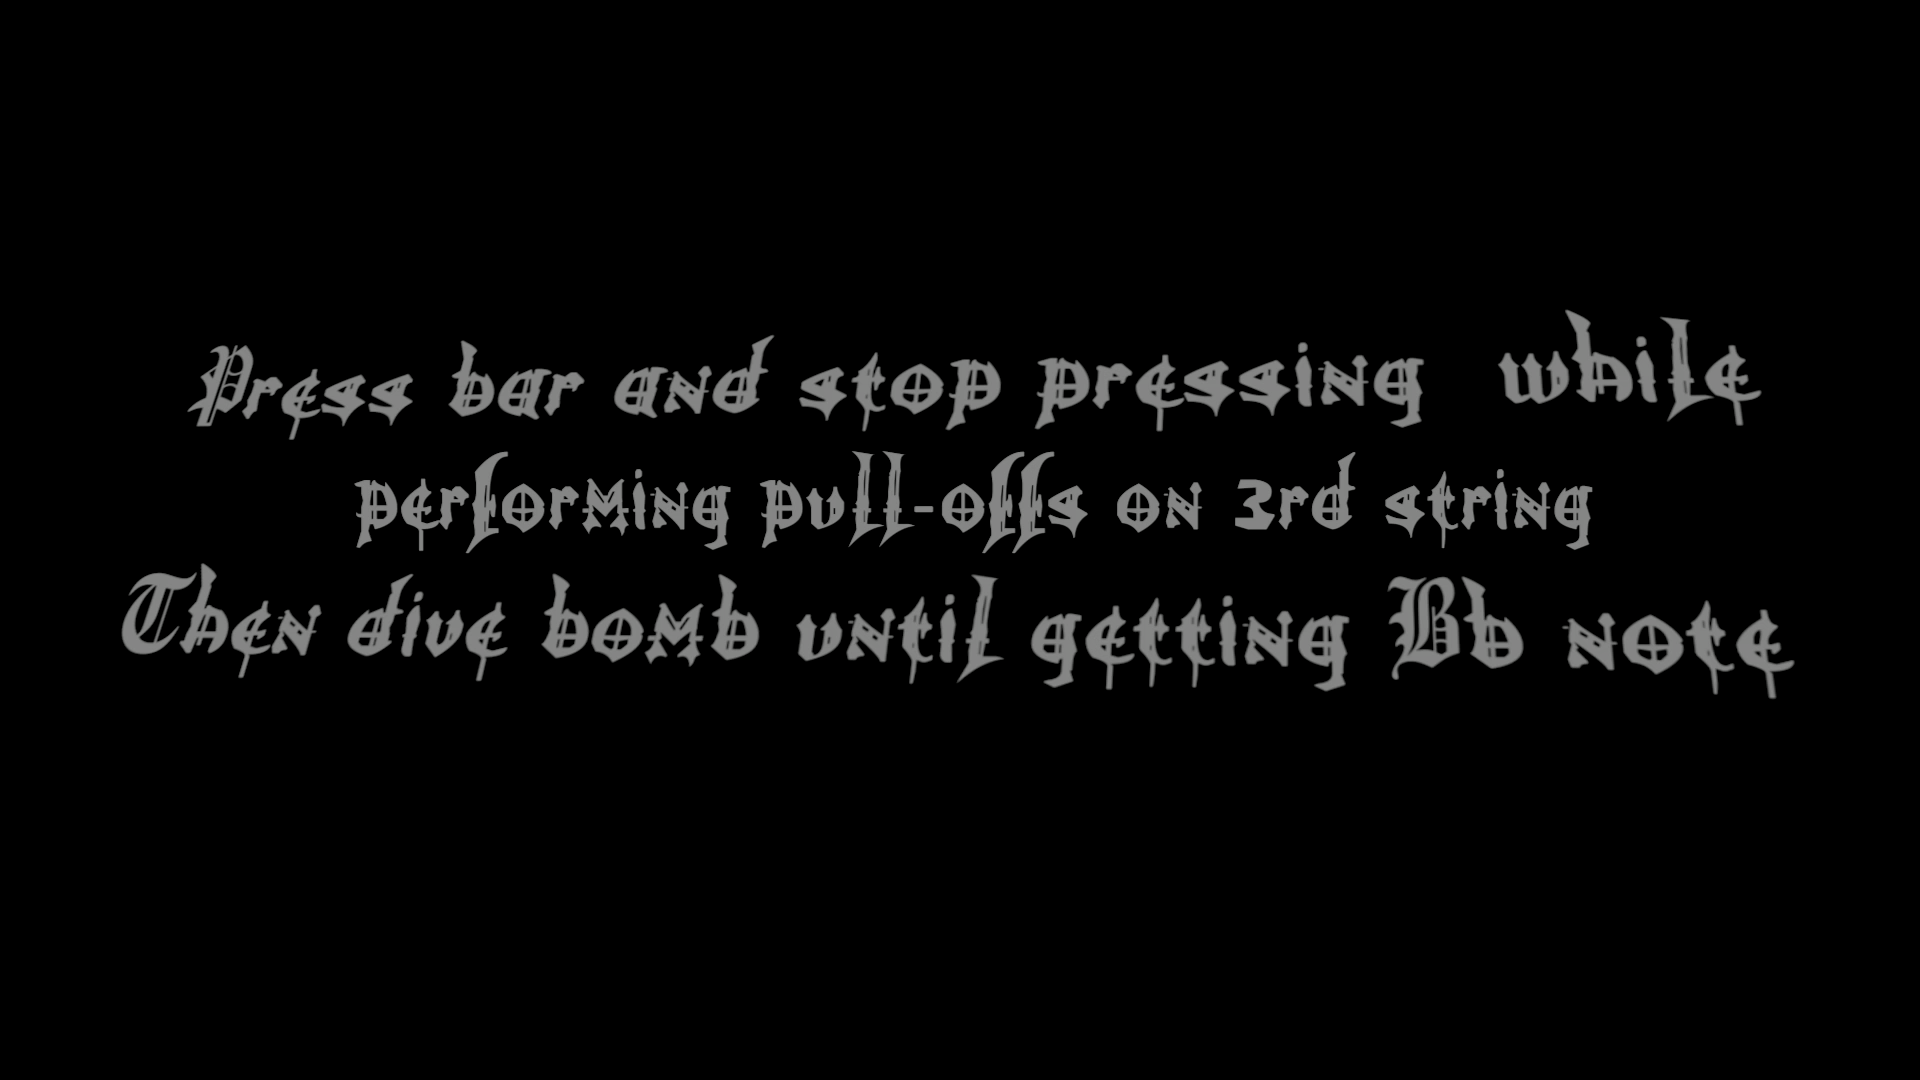 Press bar and stop pressing while
performing pull-offs on 3rd string
Then dive bomb until getting Bb note